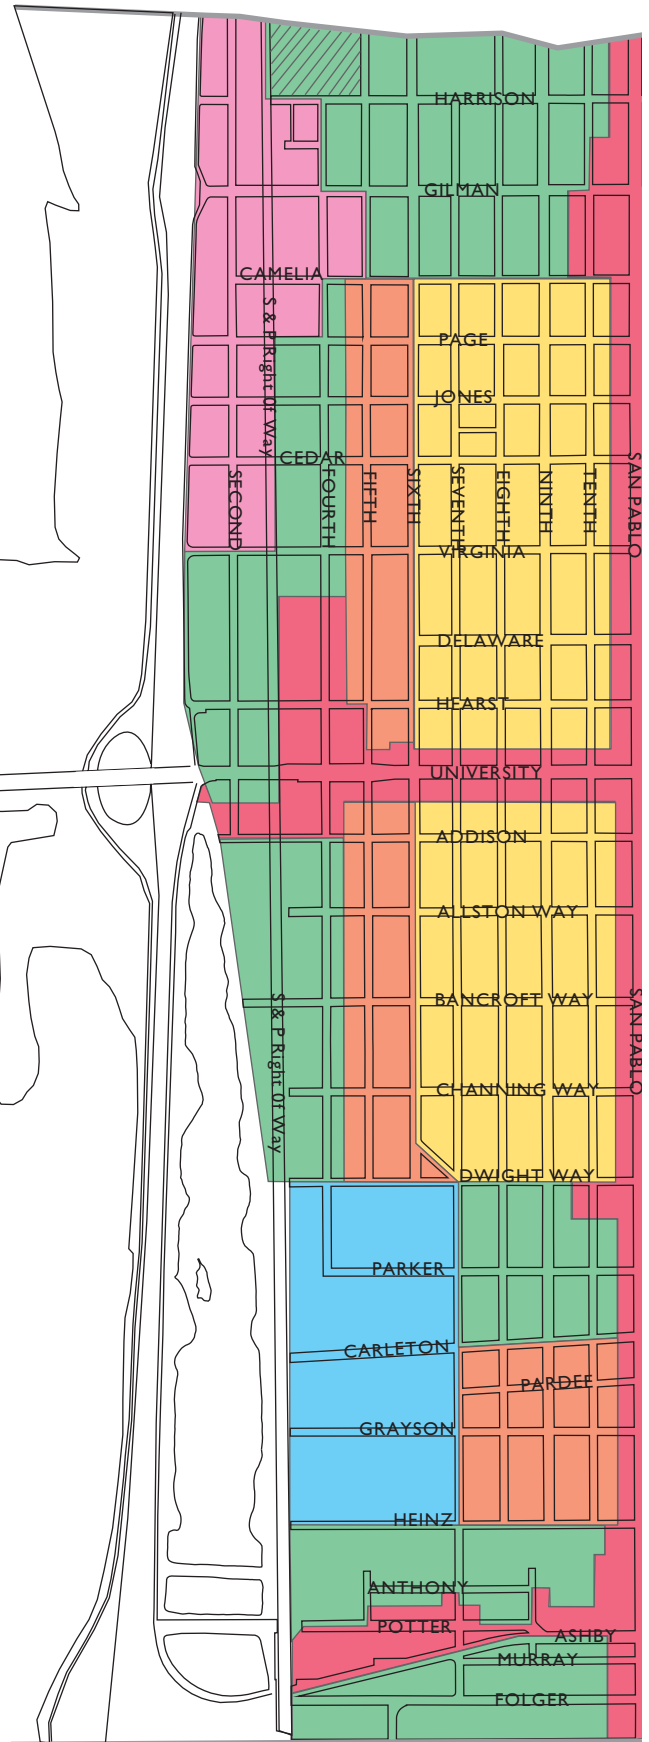 HARRISON
GILMAN
CAMELIA
S & P Right Of Way
PAGE
JONES
CEDAR
SECOND
FOURTH
FIFTH
SIXTH
SEVENTH
EIGHTH
NINTH
TENTH
SAN PABLO
VIRGINIA
DELAWARE
HEARST
UNIVERSITY
ADDISON
ALLSTON WAY
BANCROFT WAY
S & P Right Of Way
SAN PABLO
CHANNING WAY
DWIGHT WAY
PARKER
CARLETON
PARDEE
GRAYSON
HEINZ
ANTHONY
POTTER
ASHBY
MURRAY
FOLGER